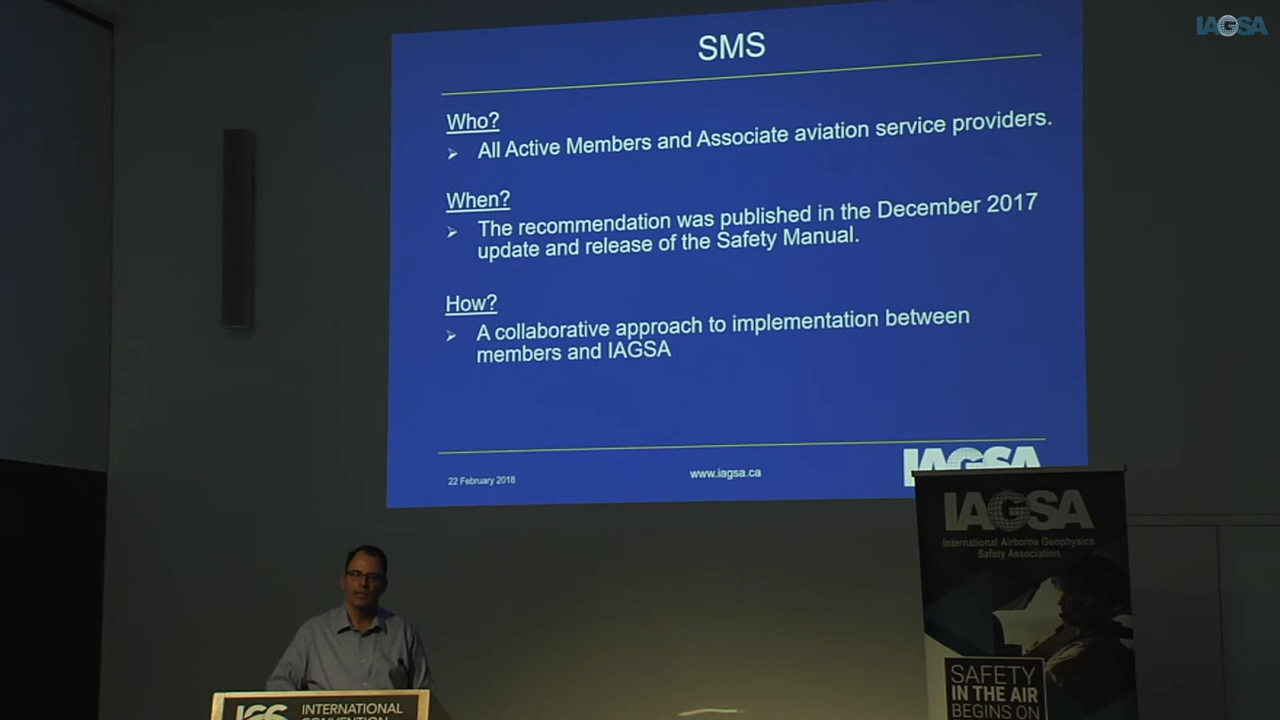 IAGSA
SMS
Who?
➢ All Active Members and Associate aviation service providers.
When?
➢ The recommendation was published in the December 2017
update and release of the Safety Manual.
How?
➢ A collaborative approach to implementation between
members and IAGSA
22 February 2018
www.iagsa.ca
IAGSA
IAGSA
International Airborne Geophysics
Safety Association
SAFETY
IN THE AIR
BEGINS ON
ICS
INTERNATIONAL
CONVENTION